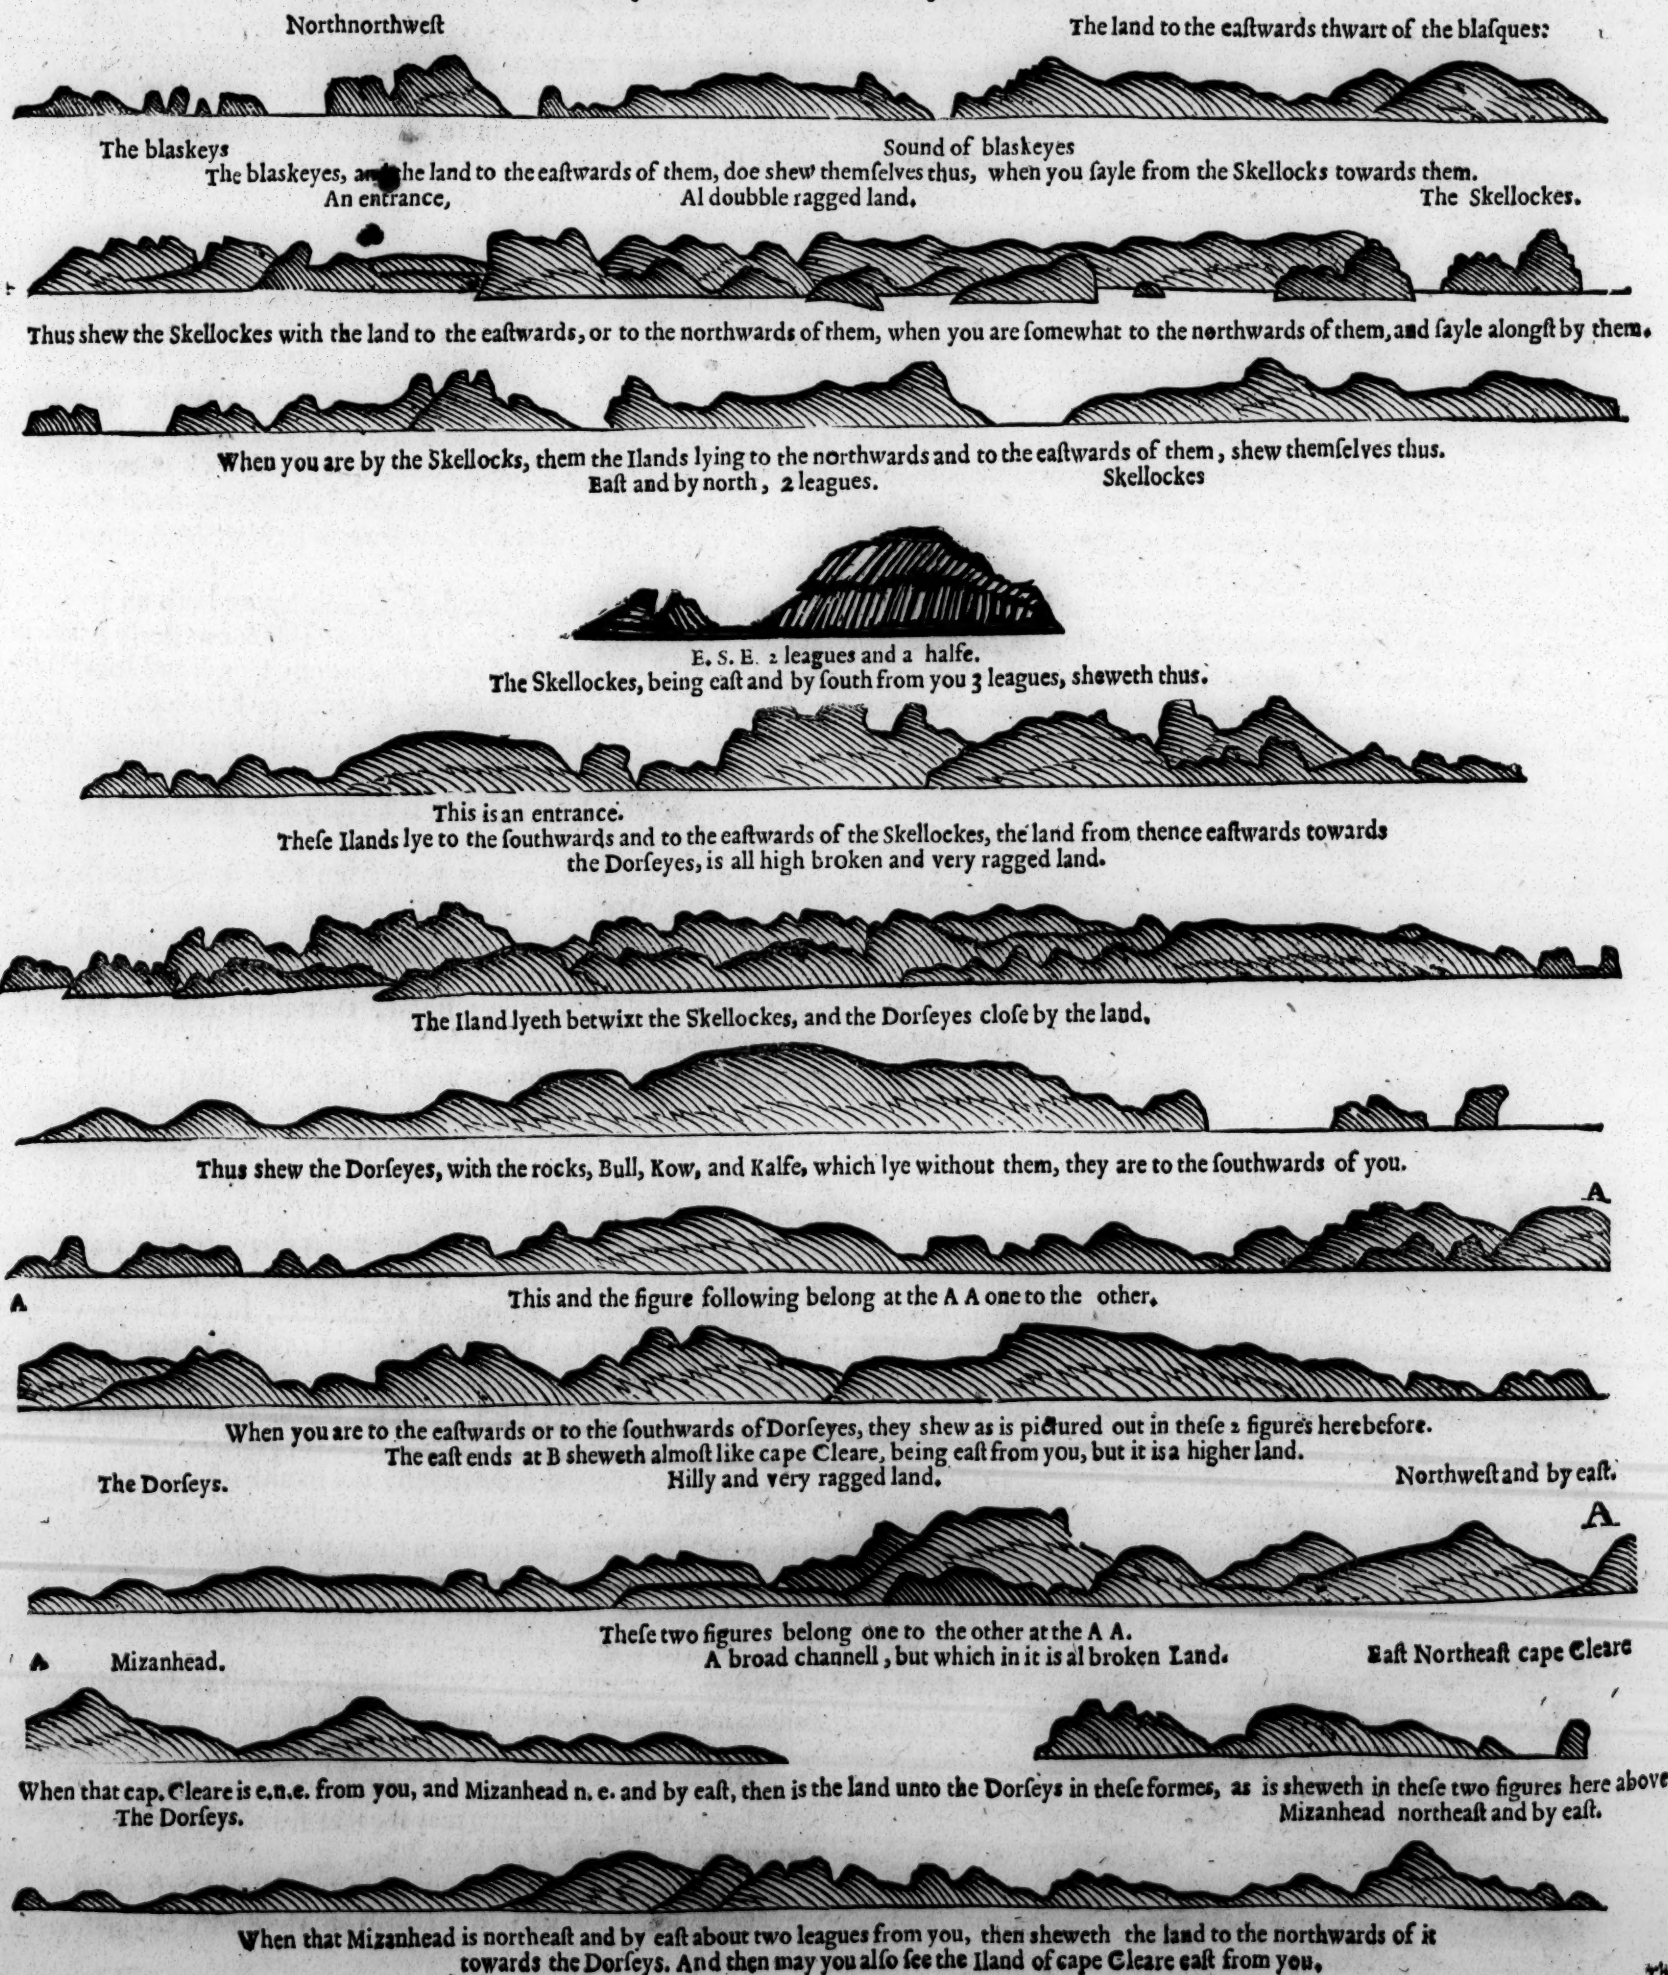 Northnorthweſt
The land to the eaſtwards thwart of the blaſques:
The blaskeys
Sound of blaskeyes
The blaskeyes, and the land to the eaſtwards of them, doe shew themſelves thus, when you ſayle from the Skellocks towards them.
An entrance,
Al doubble ragged land.
The Skellockes.
Thus shew the Skellockes with the land to the eaſtwards, or to the northwards of them, when you are ſomewhat to the northwards of them, and ſayle alongſt by them.
When you are by the Skellocks, them the Ilands lying to the northwards and to the eaſtwards of them, shew themſelves thus.
Eaſt and by north, 2 leagues.
Skellockes
E. S. E. 2 leagues and a halfe.
The Skellockes, being eaſt and by ſouth from you 3 leagues, sheweth thus.
This is an entrance.
Theſe Ilands lye to the ſouthwards and to the eaſtwards of the Skellockes, the land from thence eaſtwards towards
the Dorſeyes, is all high broken and very ragged land.
The Iland lyeth betwixt the Skellockes, and the Dorſeyes cloſe by the land.
Thus shew the Dorſeyes, with the rocks, Bull, Kow, and Kalfe, which lye without them, they are to the ſouthwards of you.
A
A
This and the figure following belong at the A A one to the other.
When you are to the eaſtwards or to the ſouthwards of Dorſeyes, they shew as is pictured out in theſe 2 figures herebefore.
The eaſt ends at B sheweth almoſt like cape Cleare, being eaſt from you, but it is a higher land.
The Dorſeys.
Hilly and very ragged land.
Northweſt and by eaſt.
A
Theſe two figures belong one to the other at the A A.
A
Mizanhead.
A broad channell, but which in it is al broken Land.
Eaſt Northeaſt cape Cleare
When that cap. Cleare is e.n.e. from you, and Mizanhead n. e. and by eaſt, then is the land unto the Dorſeys in theſe formes, as is sheweth in theſe two figures here above
The Dorſeys.
Mizanhead northeaſt and by eaſt.
When that Mizanhead is northeaſt and by eaſt about two leagues from you, then sheweth the land to the northwards of it
towards the Dorſeys. And then may you alſo ſee the Iland of cape Cleare eaſt from you.